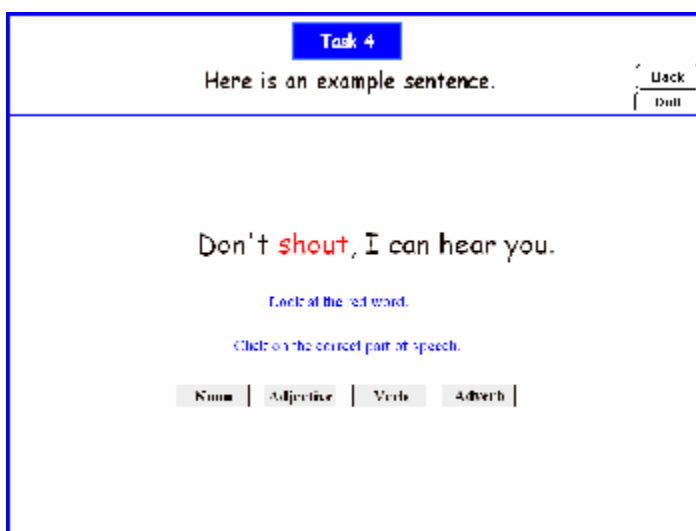 Task 4
Here is an example sentence.
Back
Don't shout, I can hear you.
Look at the red word.
Click on the correct part of speech.
Noun Adjective Verb Adverb